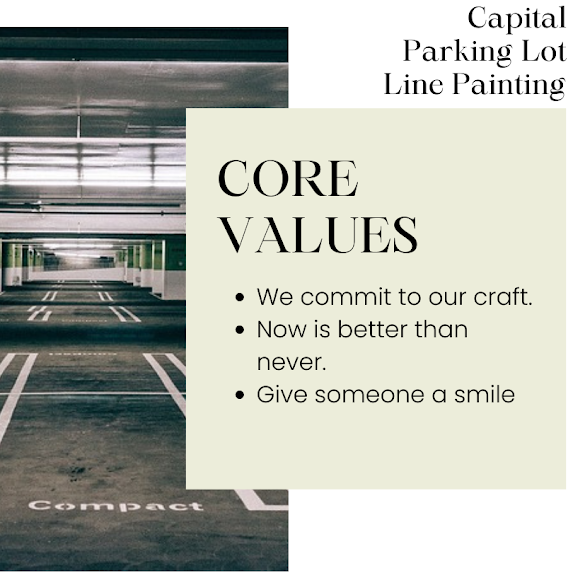 Capital
Parking Lot
Line Painting
CORE
VALUES
• We commit to our craft.
• Now is better than
never.
• Give someone a smile
Compact